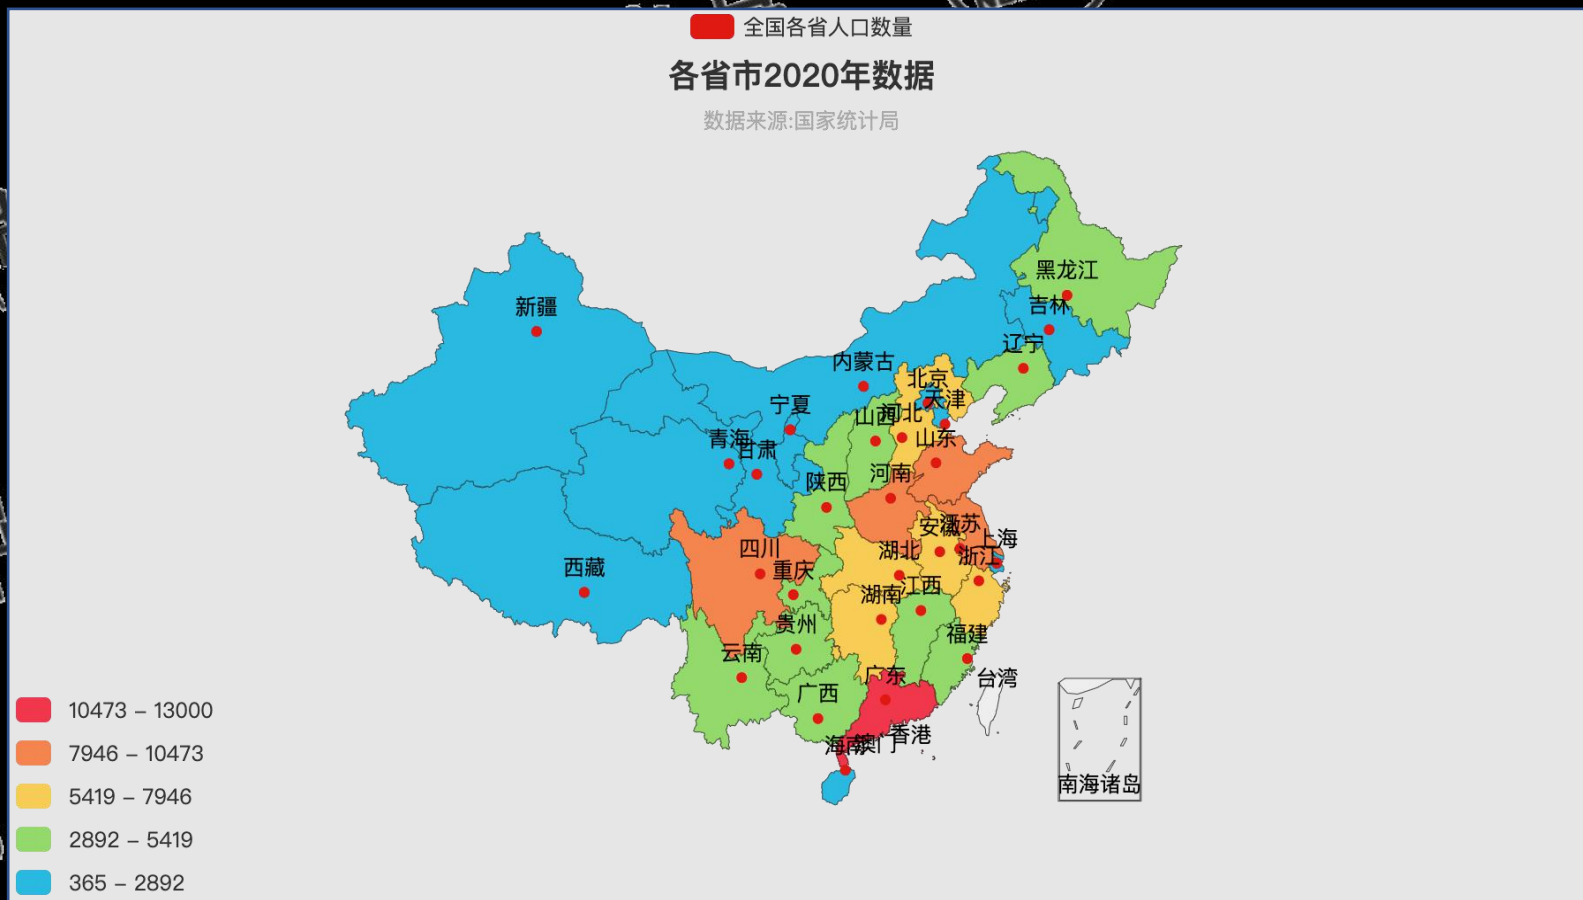 全国各省人口数量
各省市2020年数据
数据来源:国家统计局
黑龙江
新疆
吉林
辽宁
内蒙古
北京
天津
宁夏
山西
河北
青海
甘肃
山东
河南
陕西
安徽
江苏
上海
四川
湖北
浙江
西藏
重庆
江西
湖南
贵州
福建
云南
广东
台湾
广西
香港
海南
澳门
南海诸岛
10473 – 13000
7946 – 10473
5419 – 7946
2892 – 5419
365 – 2892